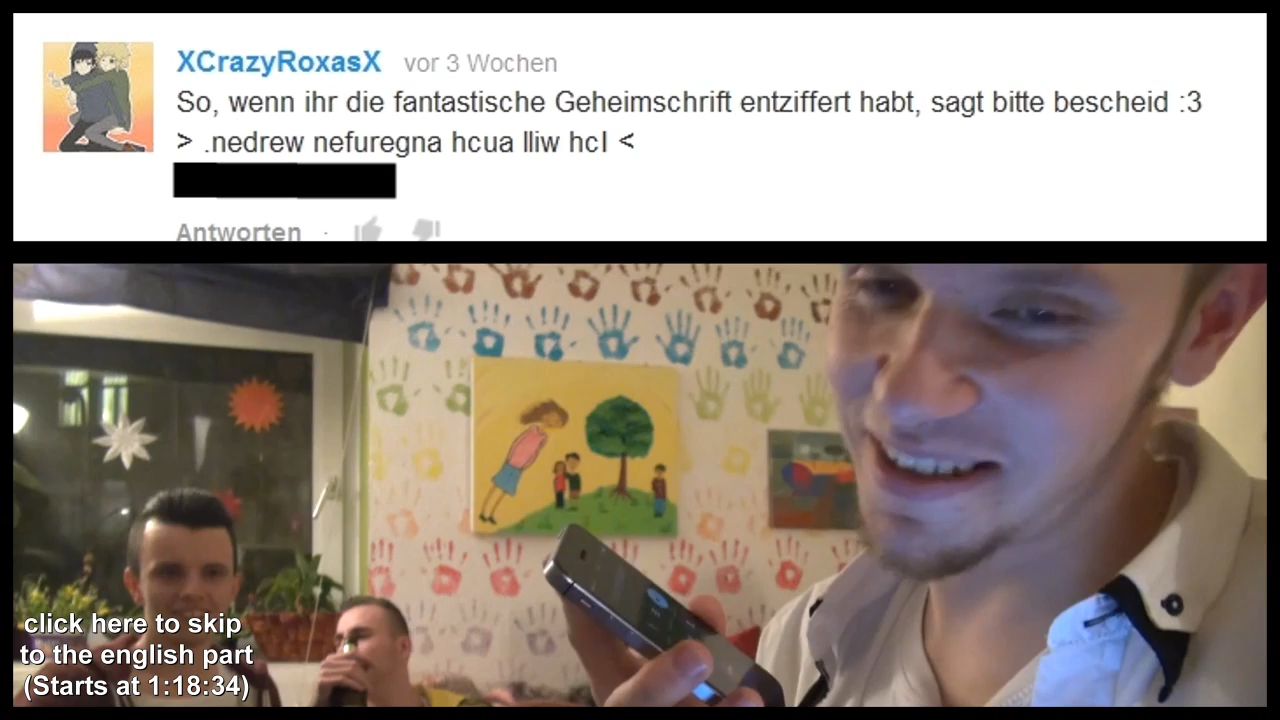 XCrazyRoxasX vor 3 Wochen
So, wenn ihr die fantastische Geheimschrift entziffert habt, sagt bitte bescheid :3
> .nedrew nefuregna hcua lliw hcI <
Antworten ·
click here to skip
to the english part
(Starts at 1:18:34)